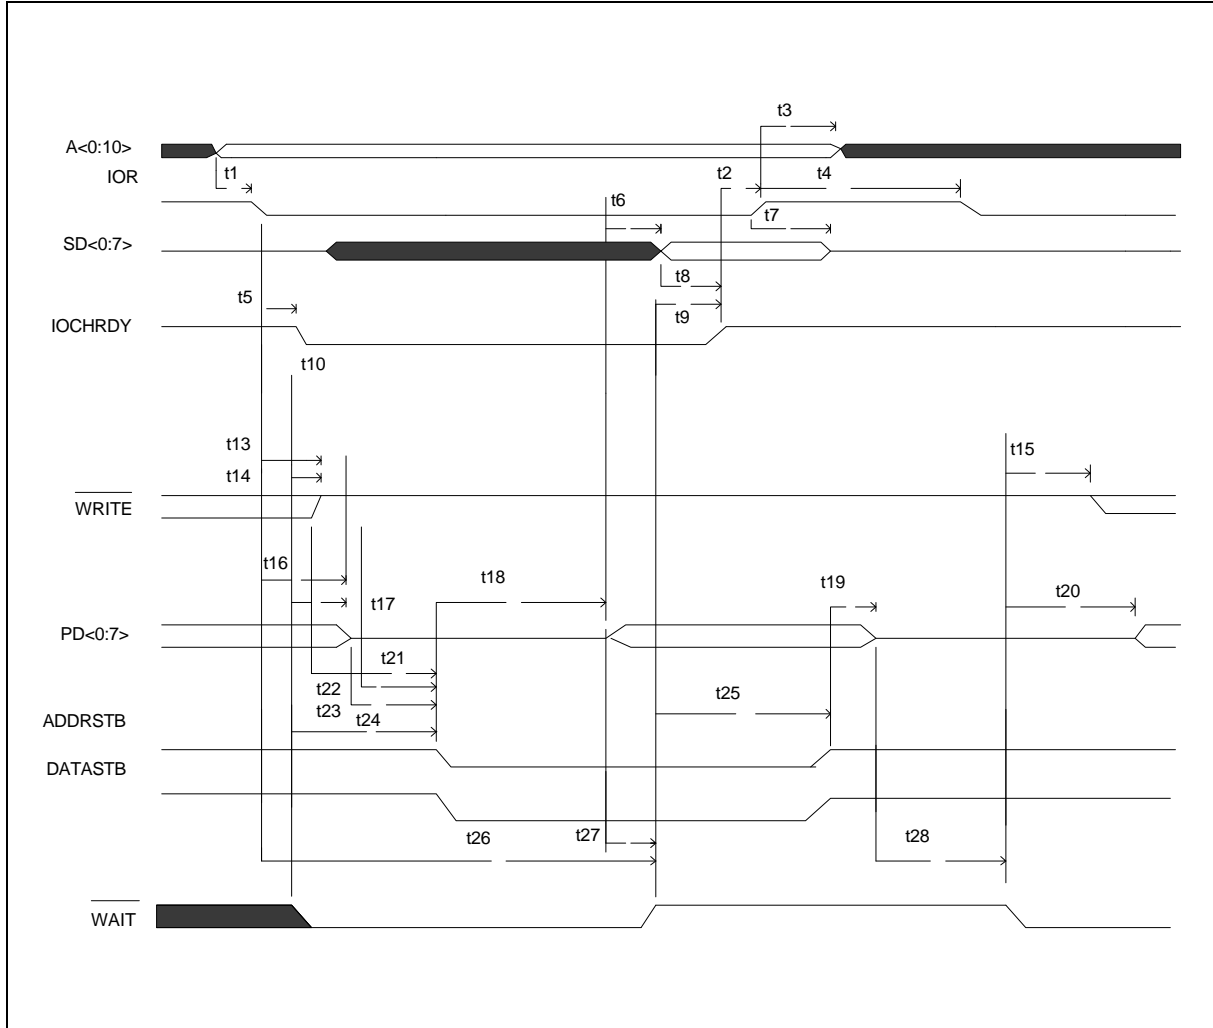 t3
A<0:10>
IOR
t1
t2
t4
t6
t7
SD<0:7>
t8
t5
t9
IOCHRDY
t10
t13
t14
t15
WRITE
t16
t18
t19
t17
t20
PD<0:7>
t21
t22
t25
t23
t24
ADDRSTB
DATASTB
t26
t27
t28
WAIT